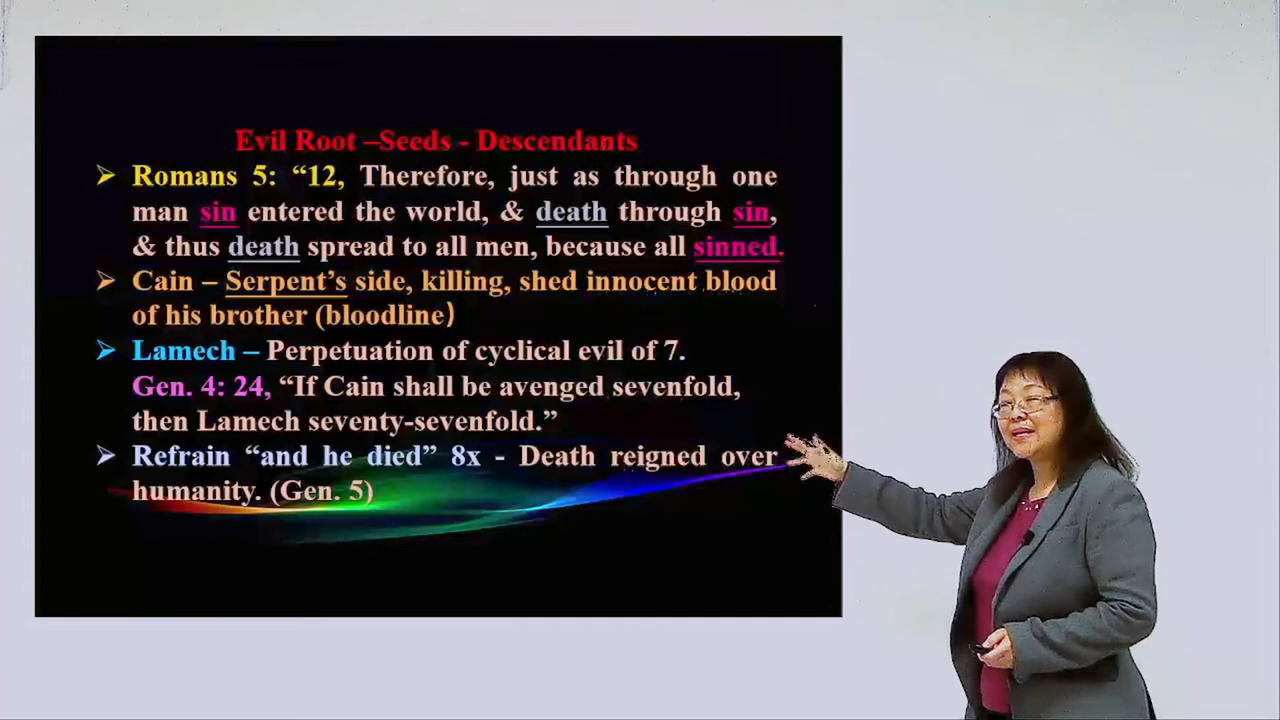 Evil Root –Seeds - Descendants
➢ Romans 5: “12, Therefore, just as through one
man sin entered the world, & death through sin,
& thus death spread to all men, because all sinned.
➢ Cain – Serpent’s side, killing, shed innocent blood
of his brother (bloodline)
➢ Lamech – Perpetuation of cyclical evil of 7.
Gen. 4: 24, “If Cain shall be avenged sevenfold,
then Lamech seventy-sevenfold.”
➢ Refrain “and he died” 8x - Death reigned over
humanity. (Gen. 5)